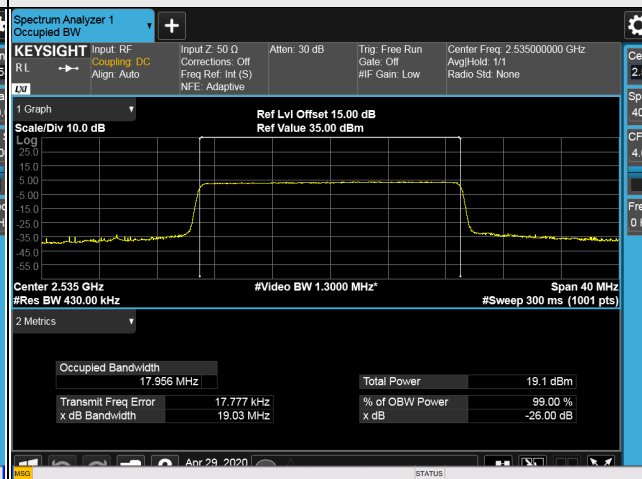 Spectrum Analyzer 1
Occupied BW
KEYSIGHT
RL
LXI
Input: RF
Coupling: DC
Align: Auto
Input Z: 50 Ω
Corrections: Off
Freq Ref: Int (S)
NFE: Adaptive
Atten: 30 dB
Trig: Free Run
Gate: Off
#IF Gain: Low
Center Freq: 2.535000000 GHz
Avg|Hold: 1/1
Radio Std: None
1 Graph
Scale/Div 10.0 dB
Ref Lvl Offset 15.00 dB
Ref Value 35.00 dBm
Log
25.0
15.0
5.00
-5.00
-15.0
-25.0
-35.0
-45.0
-55.0
Center 2.535 GHz
#Res BW 430.00 kHz
#Video BW 1.3000 MHz*
Span 40 MHz
#Sweep 300 ms (1001 pts)
2 Metrics
Occupied Bandwidth
17.956 MHz
Transmit Freq Error 17.777 kHz
x dB Bandwidth 19.03 MHz
Total Power 19.1 dBm
% of OBW Power 99.00 %
x dB -26.00 dB
Apr 29, 2020
MSG
STATUS